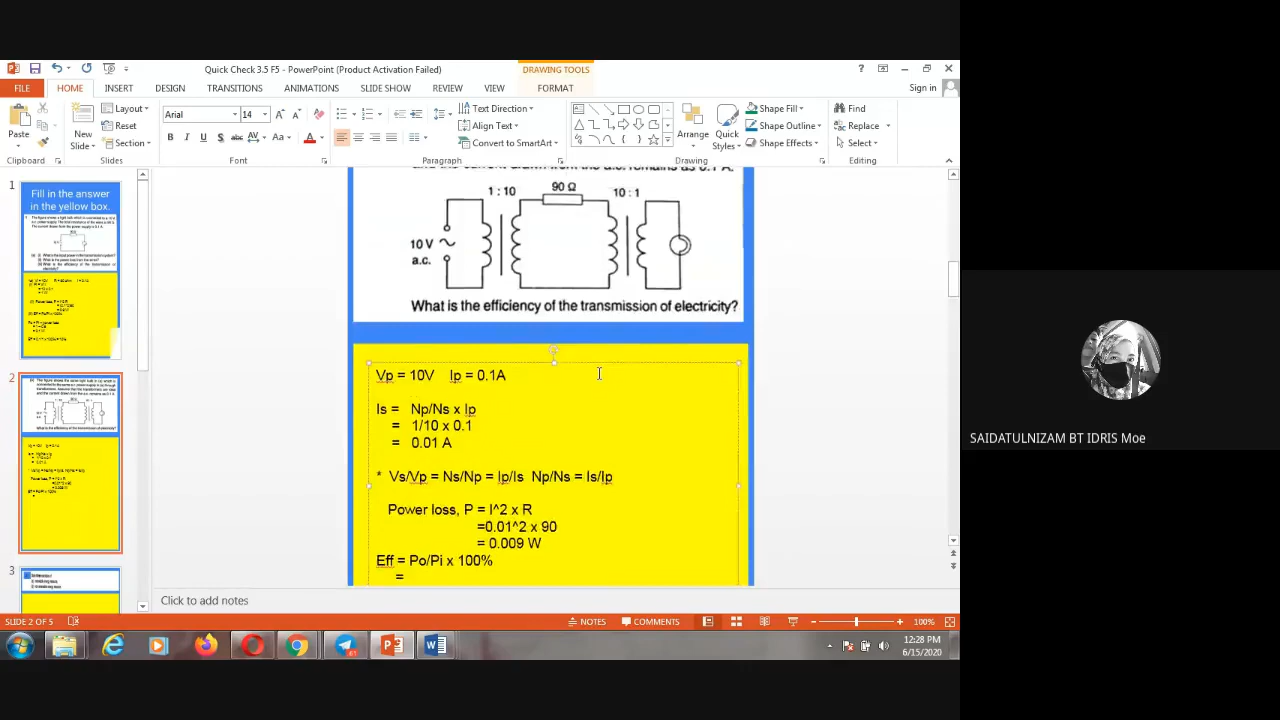 Quick Check 3.5 F5 - PowerPoint (Product Activation Failed)
DRAWING TOOLS
FILE HOME INSERT DESIGN TRANSITIONS ANIMATIONS SLIDE SHOW REVIEW VIEW FORMAT
Sign in
Paste
New Slide
Layout
Reset
Section
Arial 14
Text Direction
Align Text
Convert to SmartArt
Arrange
Quick Styles
Shape Fill
Shape Outline
Shape Effects
Find
Replace
Select
Clipboard Slides Font Paragraph Drawing Editing
1
Fill in the answer
in the yellow box.
2
3
1 : 10 90 Ω 10 : 1
10 V
a.c.
What is the efficiency of the transmission of electricity?
Vp = 10V Ip = 0.1A
Is = Np/Ns x Ip
= 1/10 x 0.1
= 0.01 A
* Vs/Vp = Ns/Np = Ip/Is Np/Ns = Is/Ip
Power loss, P = I^2 x R
=0.01^2 x 90
= 0.009 W
Eff = Po/Pi x 100%
=
Click to add notes
SLIDE 2 OF 5
NOTES COMMENTS 100%
12:28 PM
6/15/2020
SAIDATULNIZAM BT IDRIS Moe